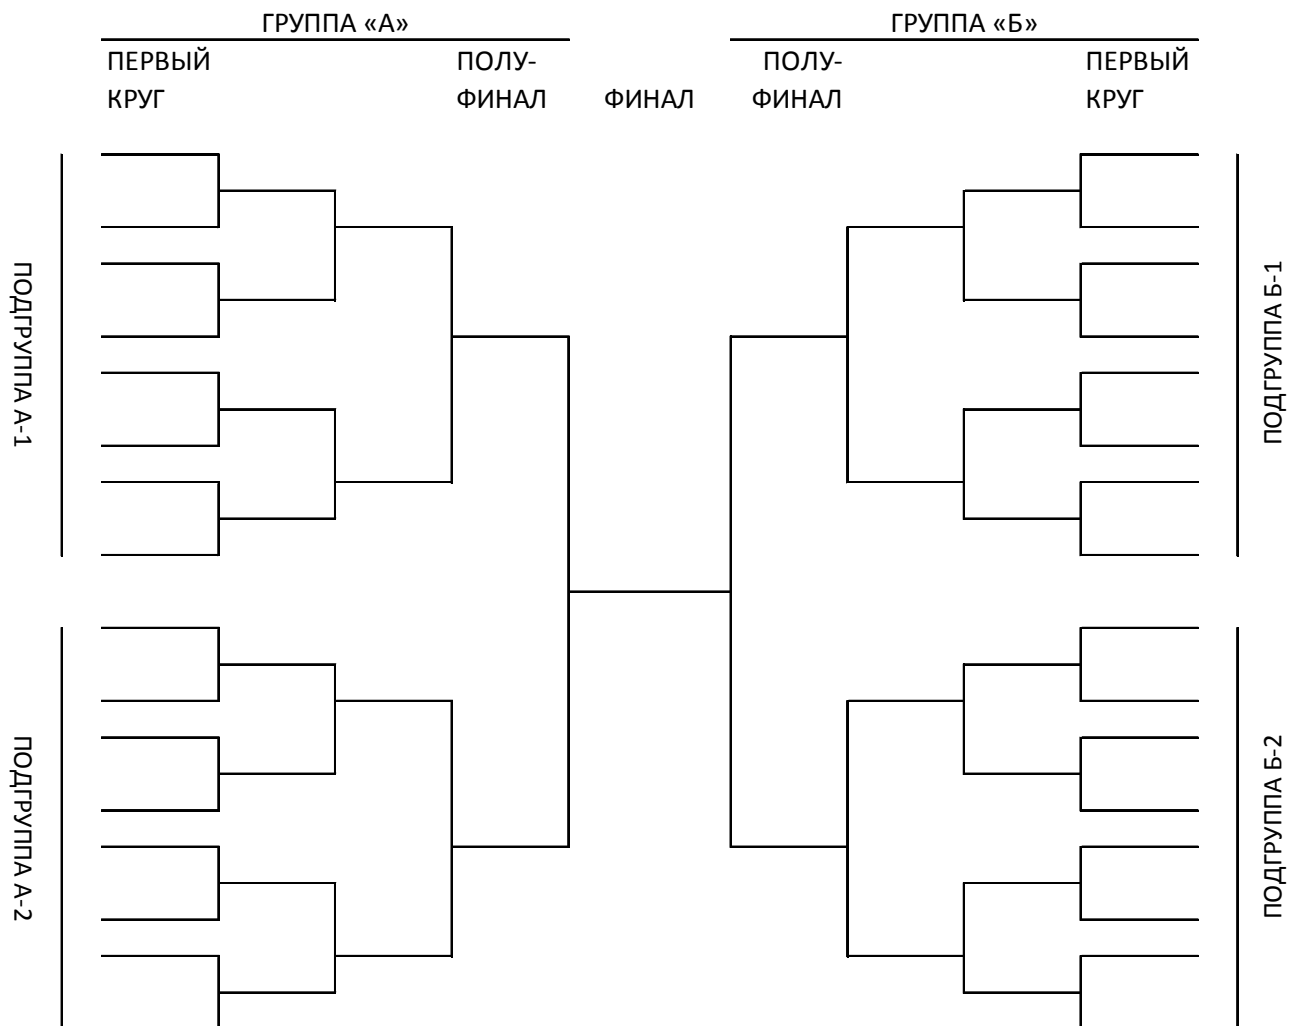 ГРУППА «А»
ГРУППА «Б»
ПЕРВЫЙ
КРУГ
ПОЛУ-
ФИНАЛ
ФИНАЛ
ПОЛУ-
ФИНАЛ
ПЕРВЫЙ
КРУГ
ПОДГРУППА А-1
ПОДГРУППА Б-1
ПОДГРУППА А-2
ПОДГРУППА Б-2